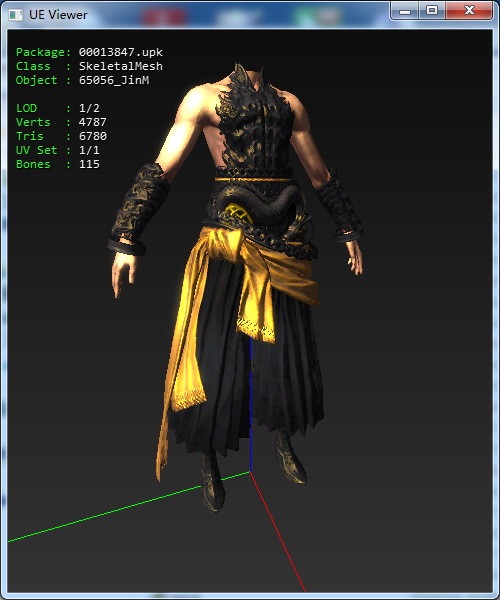 UE Viewer
Package: 00013847.upk
Class  : SkeletalMesh
Object : 65056_JinM
LOD    : 1/2
Verts  : 4787
Tris   : 6780
UV Set : 1/1
Bones  : 115